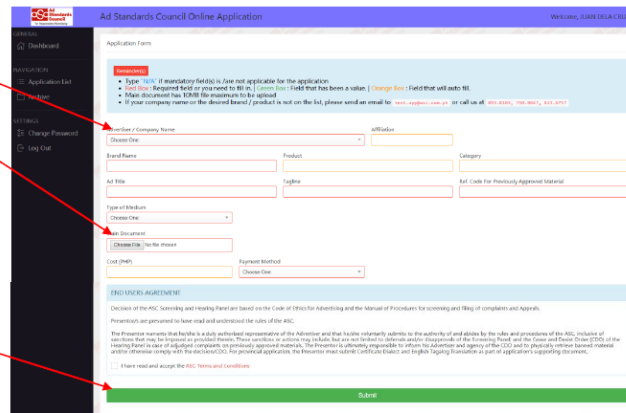 Ad Standards Council
Ad Standards Council Online Application
Welcome, JUAN DELA CRUZ
GENERAL
Dashboard
NAVIGATION
Application List
Archive
SETTINGS
Change Password
Log Out
Application Form
Reminder(s)
Type "N/A" if mandatory field(s) is /are not applicable for the application
Red Box : Required field or you need to fill in. | Green Box : Field that has been a value. | Orange Box : Field that will auto fill.
Main document has 10MB file maximum to be upload
If your company name or the desired brand / product is not on the list, please send an email to or call us at
Advertiser / Company Name
Affiliation
Choose One
Brand Name
Product
Category
Ad Title
Tagline
Ref. Code For Previously Approved Material
Type of Medium
Choose One
Main Document
Choose File No file chosen
Cost (PHP)
Payment Method
Choose One
END USERS AGREEMENT
Decision of the ASC Screening and Hearing Panel are based on the Code of Ethics for Advertising and the Manual of Procedures for screening and filing of complaints and Appeals.
Presentor/s are presumed to have read and understood the rules of the ASC.
The Presentor warrants that he/she is a duly authorized representative of the Advertiser and that he/she voluntarily submits to the authority of and abides by the rules and procedures of the ASC, inclusive of
sanctions that may be imposed as provided therein. These sanctions or actions may include, but are not limited to deferrals and/or disapprovals of the Screening Panel, and the Cease and Desist Order (CDO) of the
Hearing Panel in case of adjudged complaints on previously approved materials. The Presentor is ultimately responsible to inform his Advertiser and agency of the CDO and to physically retrieve banned material
and/or otherwise comply with the decision/CDO. For provincial application, the Presentor must submit Certificate Dialect and English Tagalog Translation as part of application's supporting document.
I have read and accept the ASC Terms and Conditions
Submit